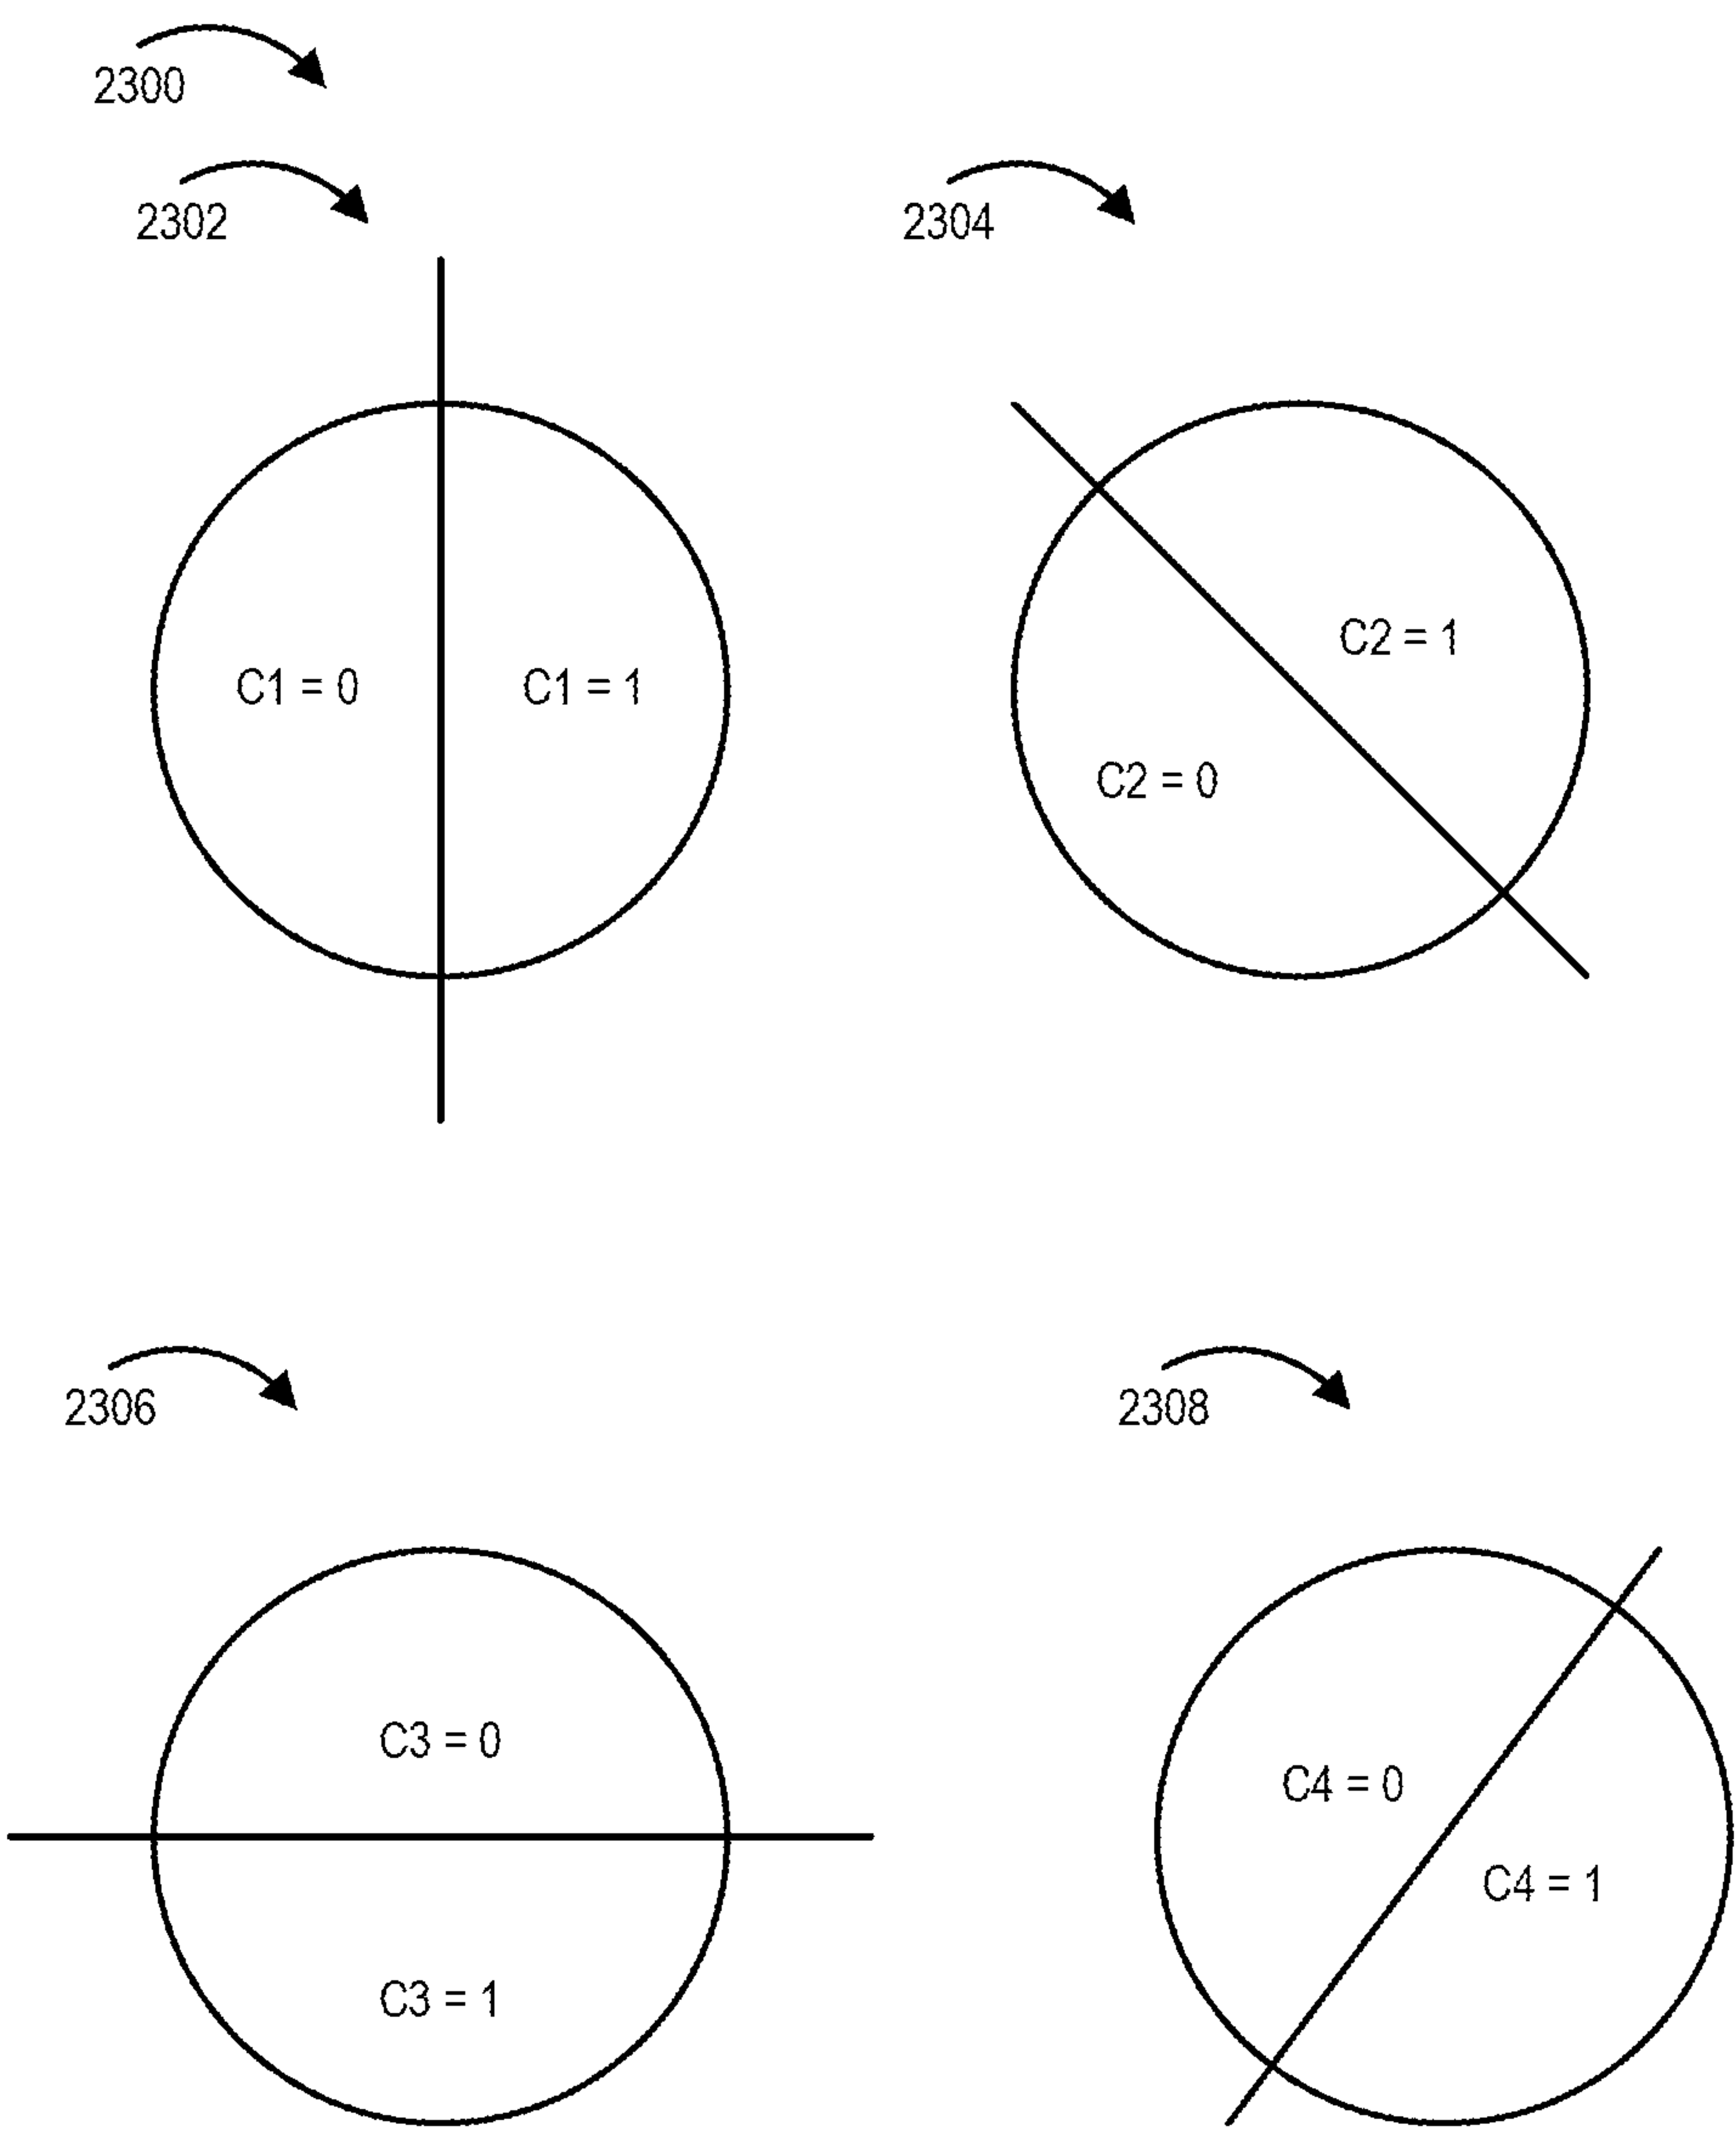 2300
2302
2304
C1 = 0
C1 = 1
C2 = 1
C2 = 0
2306
2308
C3 = 0
C3 = 1
C4 = 0
C4 = 1